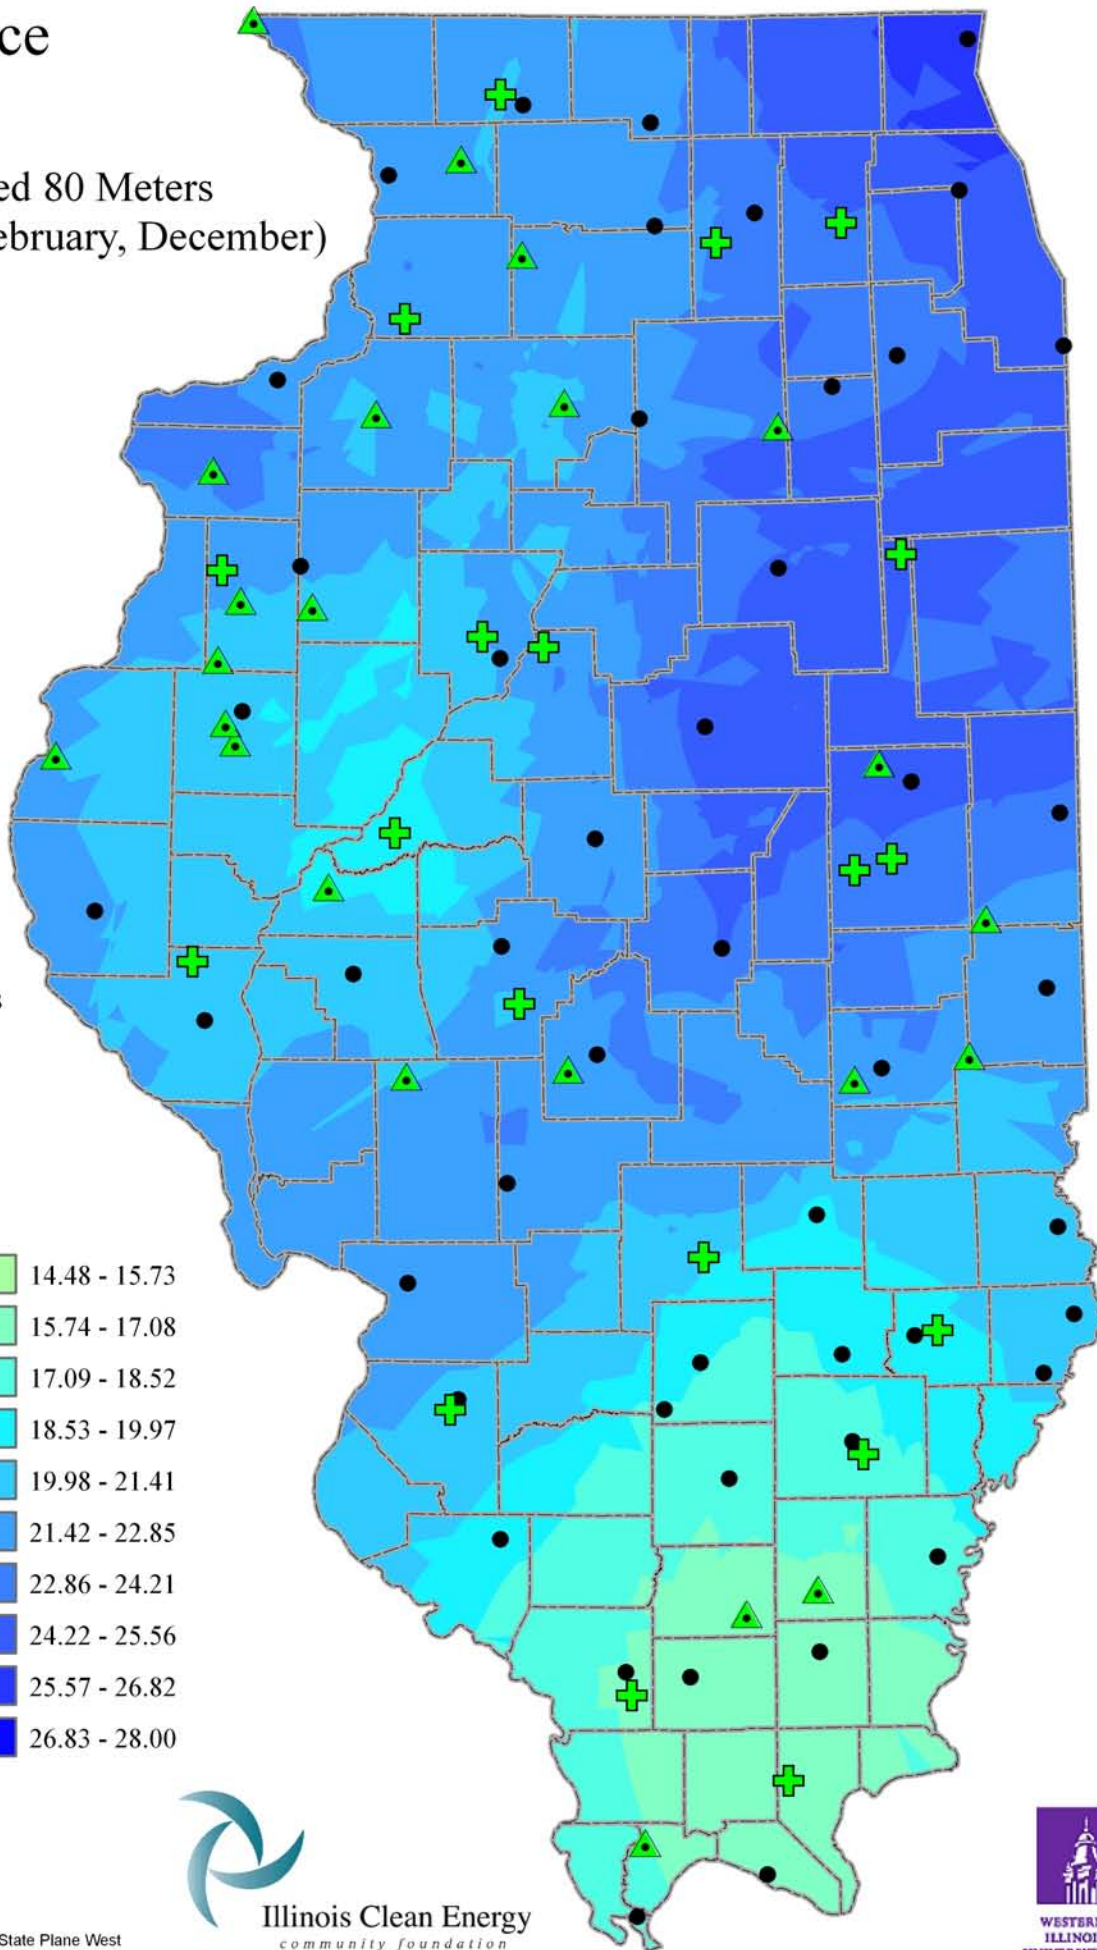 ce
ed 80 Meters
ebruary, December)
s
14.48 - 15.73
15.74 - 17.08
17.09 - 18.52
18.53 - 19.97
19.98 - 21.41
21.42 - 22.85
22.86 - 24.21
24.22 - 25.56
25.57 - 26.82
26.83 - 28.00
Illinois Clean Energy
community foundation
State Plane West
WESTER
ILLINO